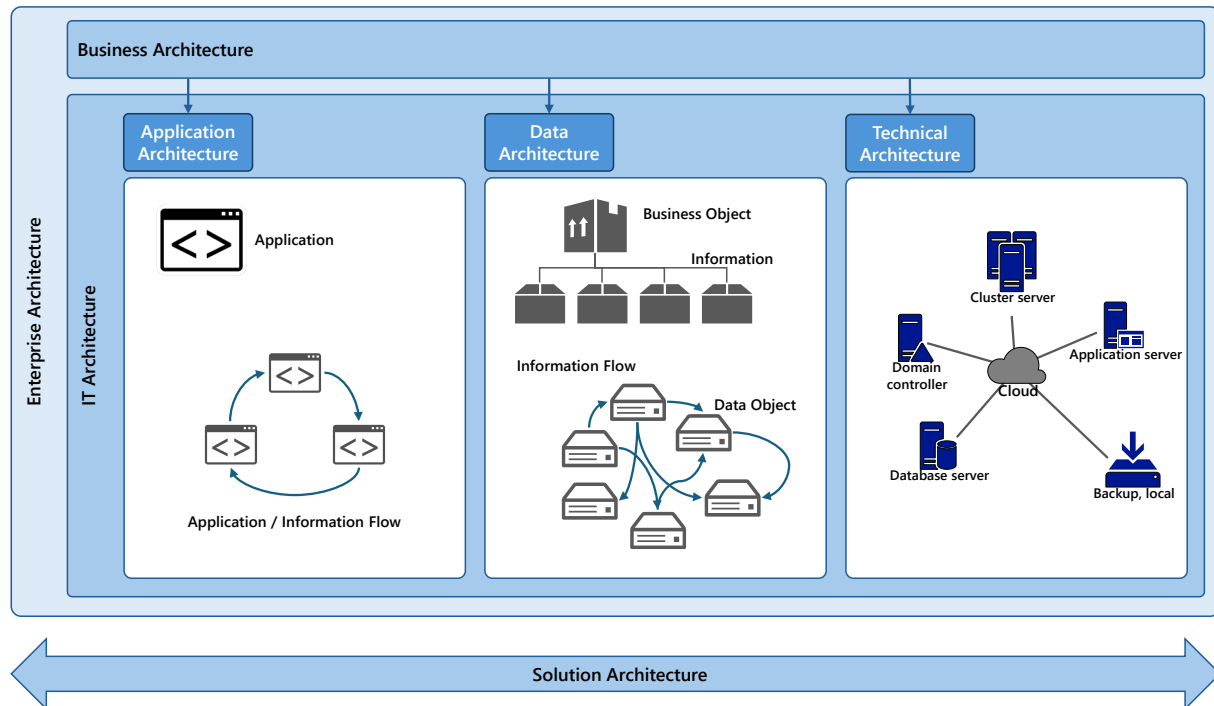 Business Architecture
Enterprise Architecture
IT Architecture
Application
Architecture
Data
Architecture
Technical
Architecture
Application
Application / Information Flow
Business Object
Information
Information Flow
Data Object
Cluster server
Domain
controller
Application server
Cloud
Database server
Backup, local
Solution Architecture